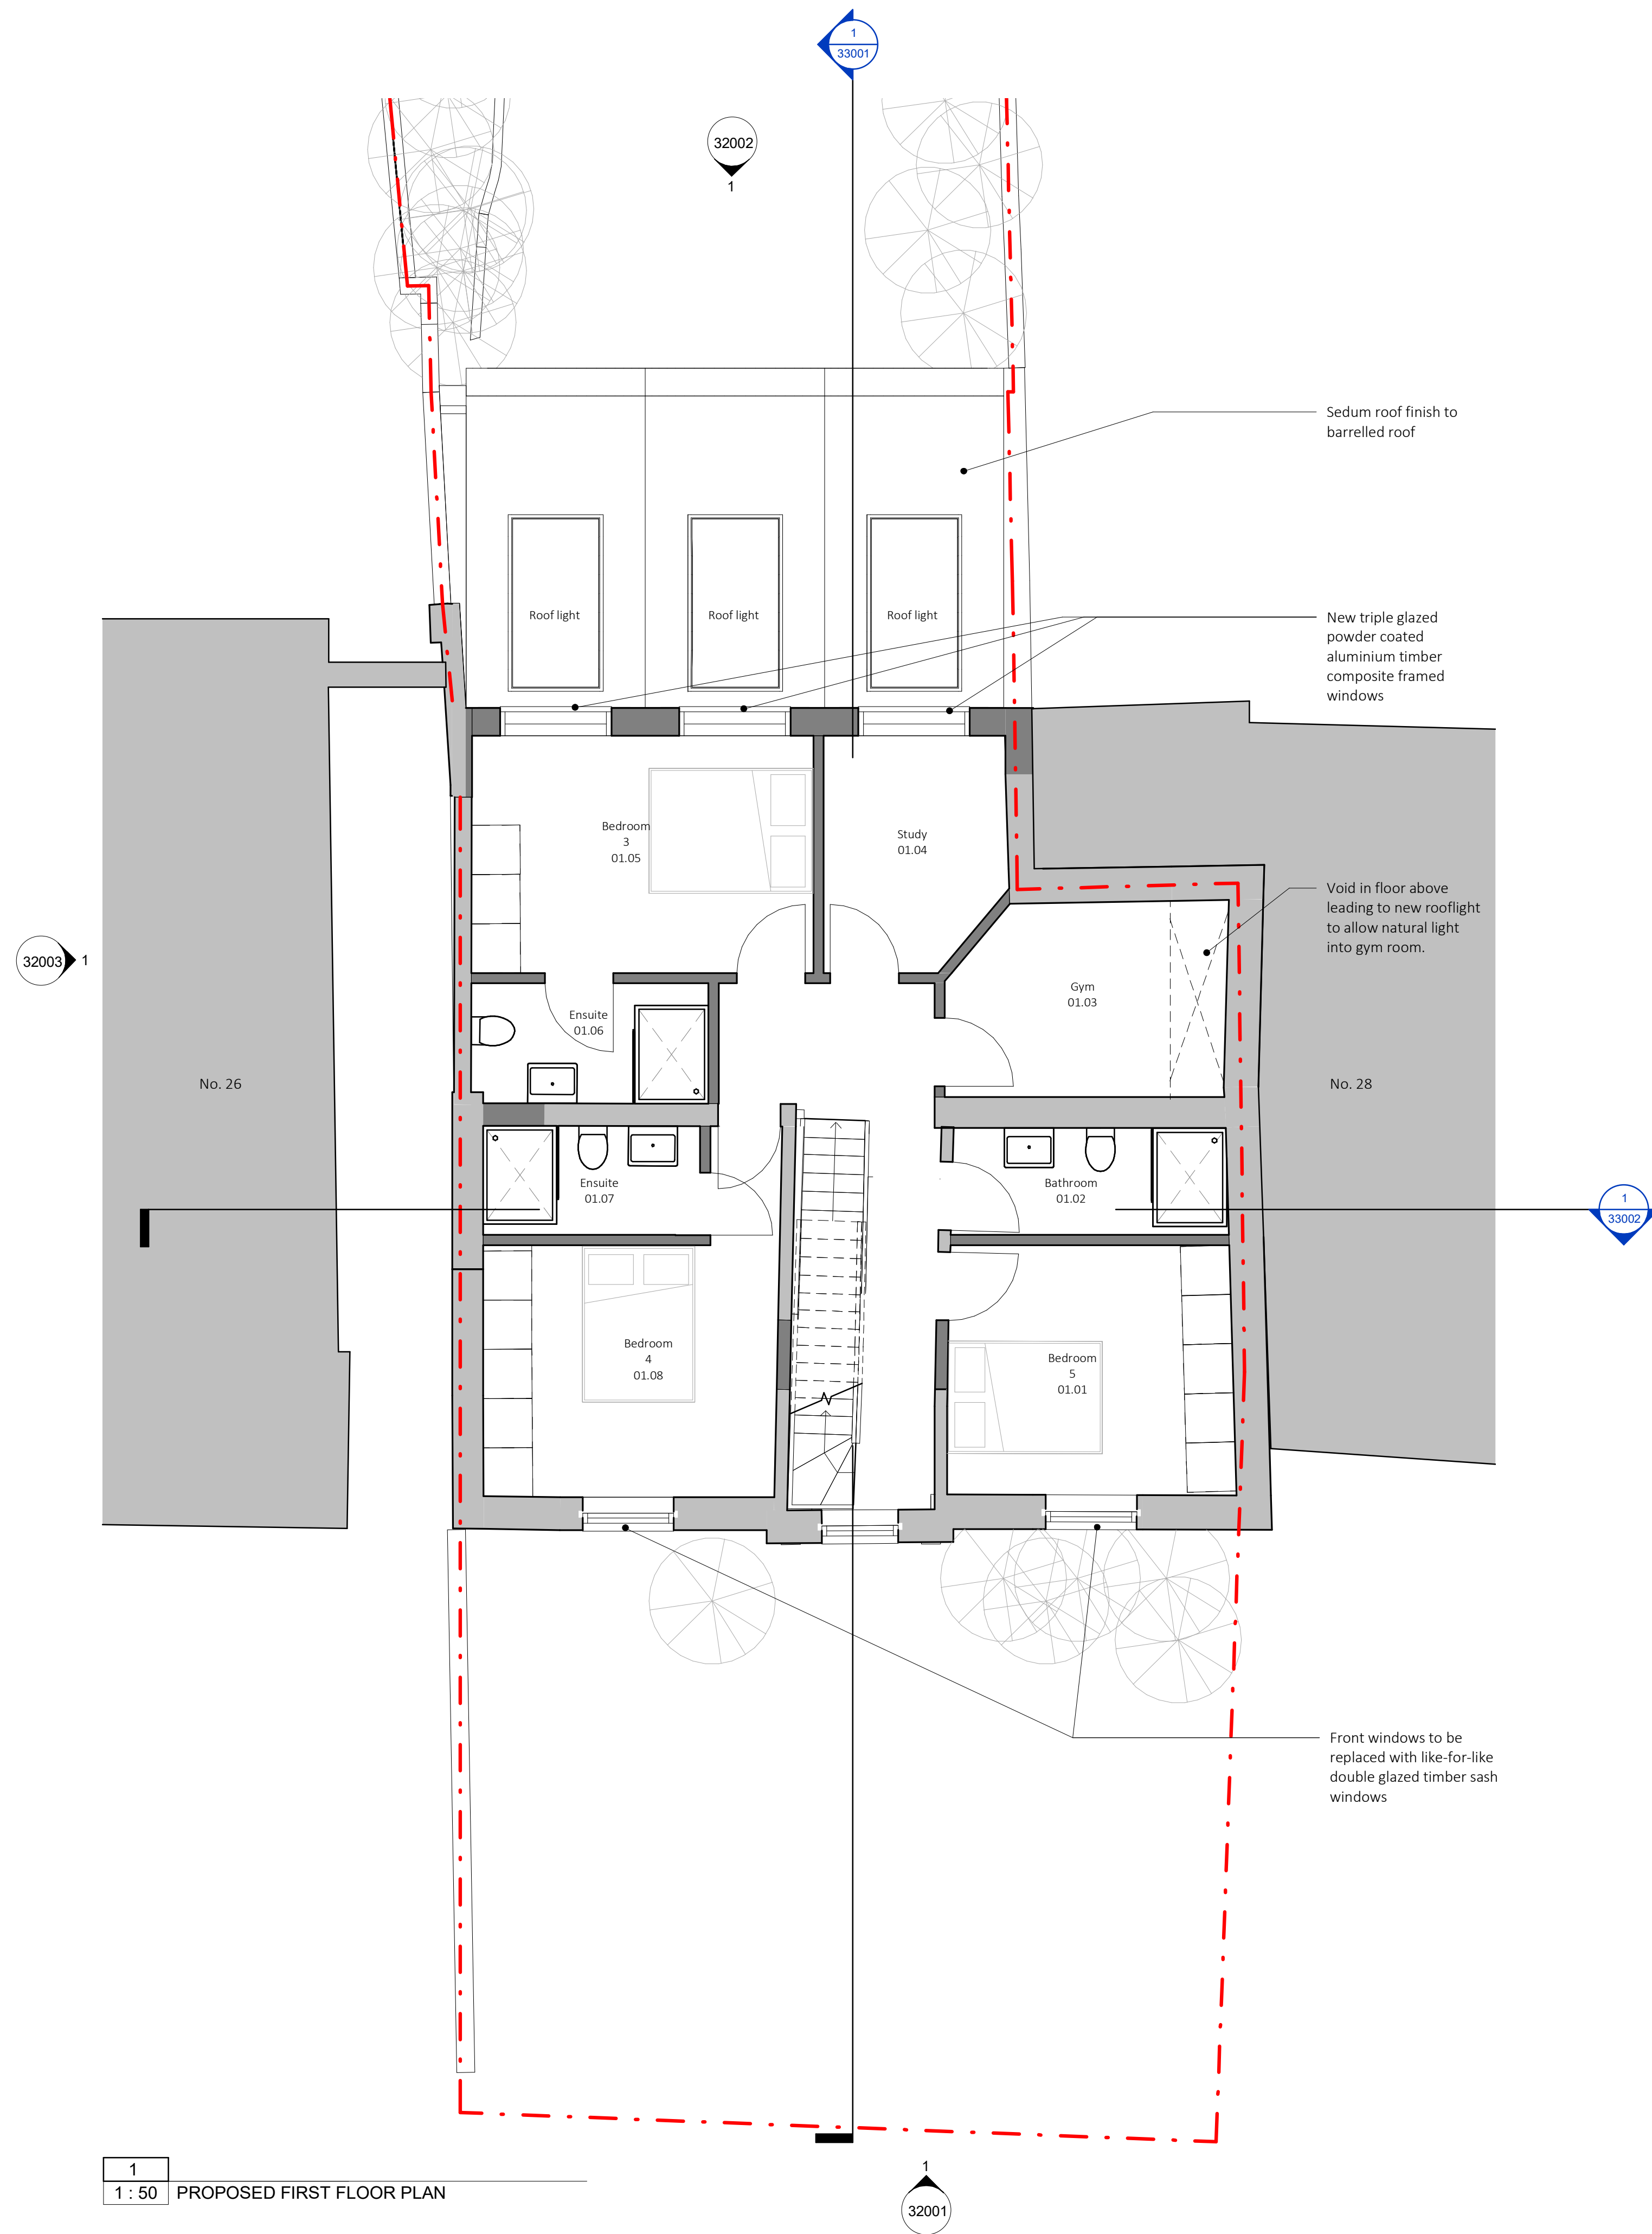 1
33001
32002
1
Sedum roof finish to
barrelled roof
Roof light
Roof light
Roof light
New triple glazed
powder coated
aluminium timber
composite framed
windows
Bedroom
3
01.05
Study
01.04
Void in floor above
leading to new rooflight
to allow natural light
into gym room.
32003
1
Gym
01.03
Ensuite
01.06
No. 26
No. 28
Ensuite
01.07
Bathroom
01.02
1
33002
Bedroom
4
01.08
Bedroom
5
01.01
Front windows to be
replaced with like-for-like
double glazed timber sash
windows
1
1 : 50
PROPOSED FIRST FLOOR PLAN
1
32001